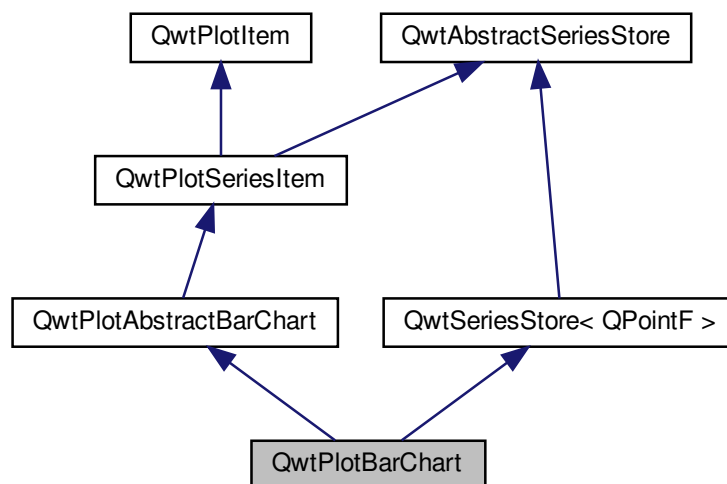 QwtPlotItem
QwtAbstractSeriesStore
QwtPlotSeriesItem
QwtPlotAbstractBarChart
QwtSeriesStore< QPointF >
QwtPlotBarChart